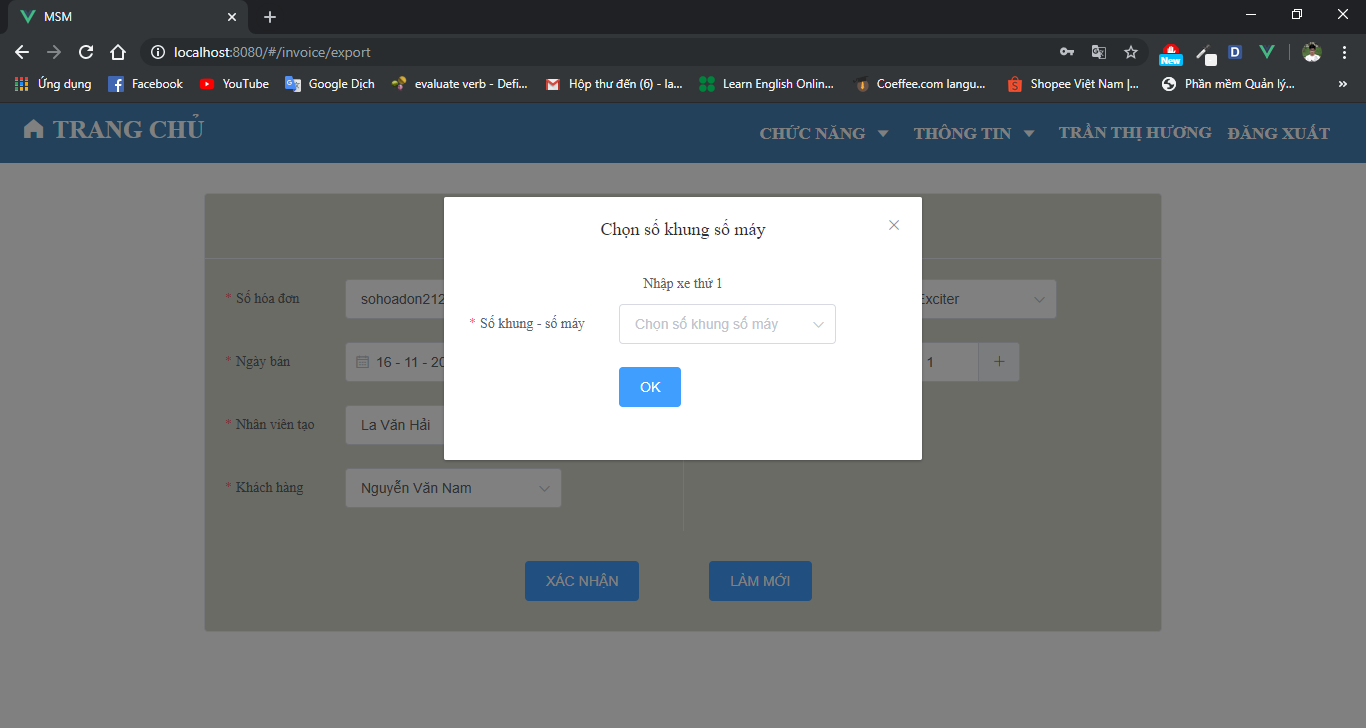 MSM
localhost:8080/#/invoice/export
New
D
Ứng dụng Facebook YouTube Google Dịch evaluate verb - Defi... Hộp thư đến (6) - la... Learn English Onlin... Coeffee.com langu... Shopee Việt Nam |... Phần mềm Quản lý... »
TRANG CHỦ CHỨC NĂNG THÔNG TIN TRẦN THỊ HƯƠNG ĐĂNG XUẤT
Chọn số khung số máy
Nhập xe thứ 1
* Số khung - số máy Chọn số khung số máy
OK
* Số hóa đơn sohoadon212 Exciter
* Ngày bán 16 - 11 - 20 1 +
* Nhân viên tạo La Văn Hải
* Khách hàng Nguyễn Văn Nam
XÁC NHẬN LÀM MỚI